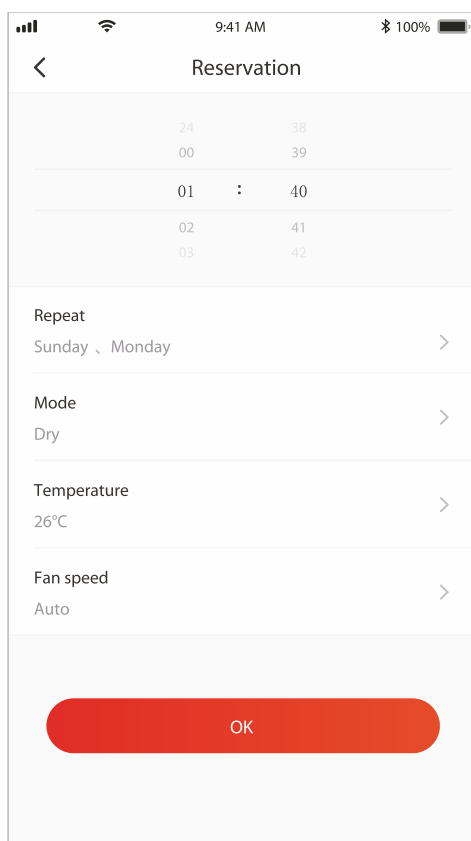 9:41 AM 100%
Reservation
24 38
00 39
01 : 40
02 41
03 42
Repeat
Sunday 、Monday
Mode
Dry
Temperature
26°C
Fan speed
Auto
OK